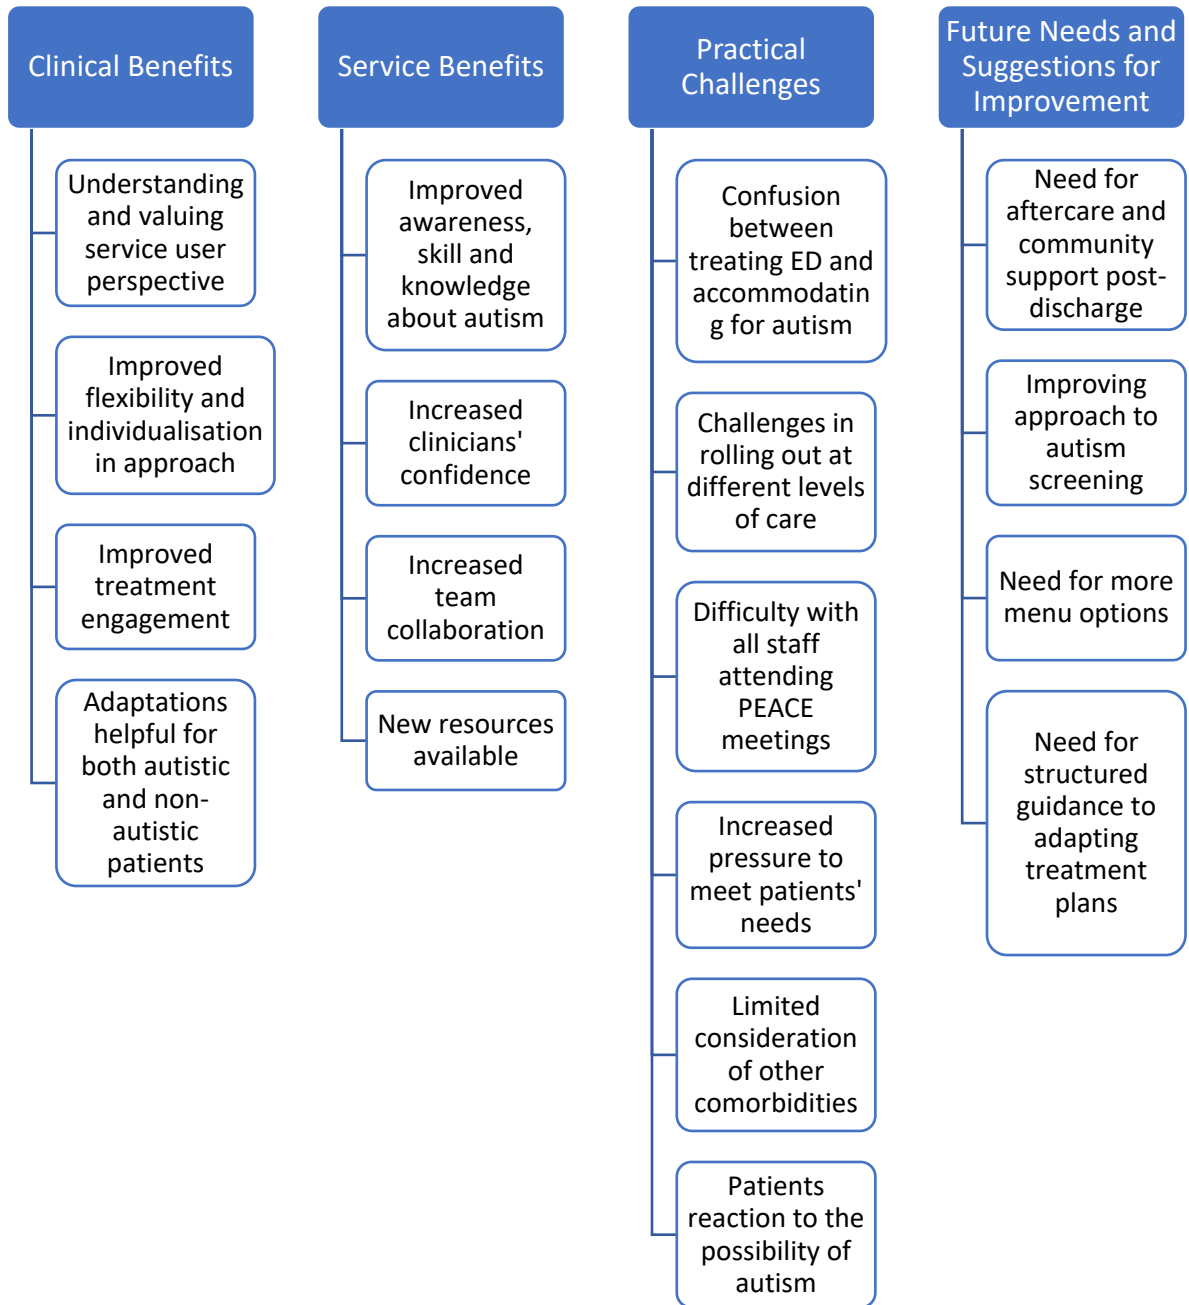 Clinical Benefits
Understanding
and valuing
service user
perspective
Improved
flexibility and
individualisation
in approach
Improved
treatment
engagement
Adaptations
helpful for
both autistic
and non-
autistic
patients
Service Benefits
Improved
awareness,
skill and
knowledge
about autism
Increased
clinicians'
confidence
Increased
team
collaboration
New resources
available
Practical
Challenges
Confusion
between
treating ED and
accommodatin
g for autism
Challenges in
rolling out at
different levels
of care
Difficulty with
all staff
attending
PEACE
meetings
Increased
pressure to
meet patients'
needs
Limited
consideration
of other
comorbidities
Patients
reaction to the
possibility of
autism
Future Needs and
Suggestions for
Improvement
Need for
aftercare and
community
support post-
discharge
Improving
approach to
autism
screening
Need for more
menu options
Need for
structured
guidance to
adapting
treatment
plans